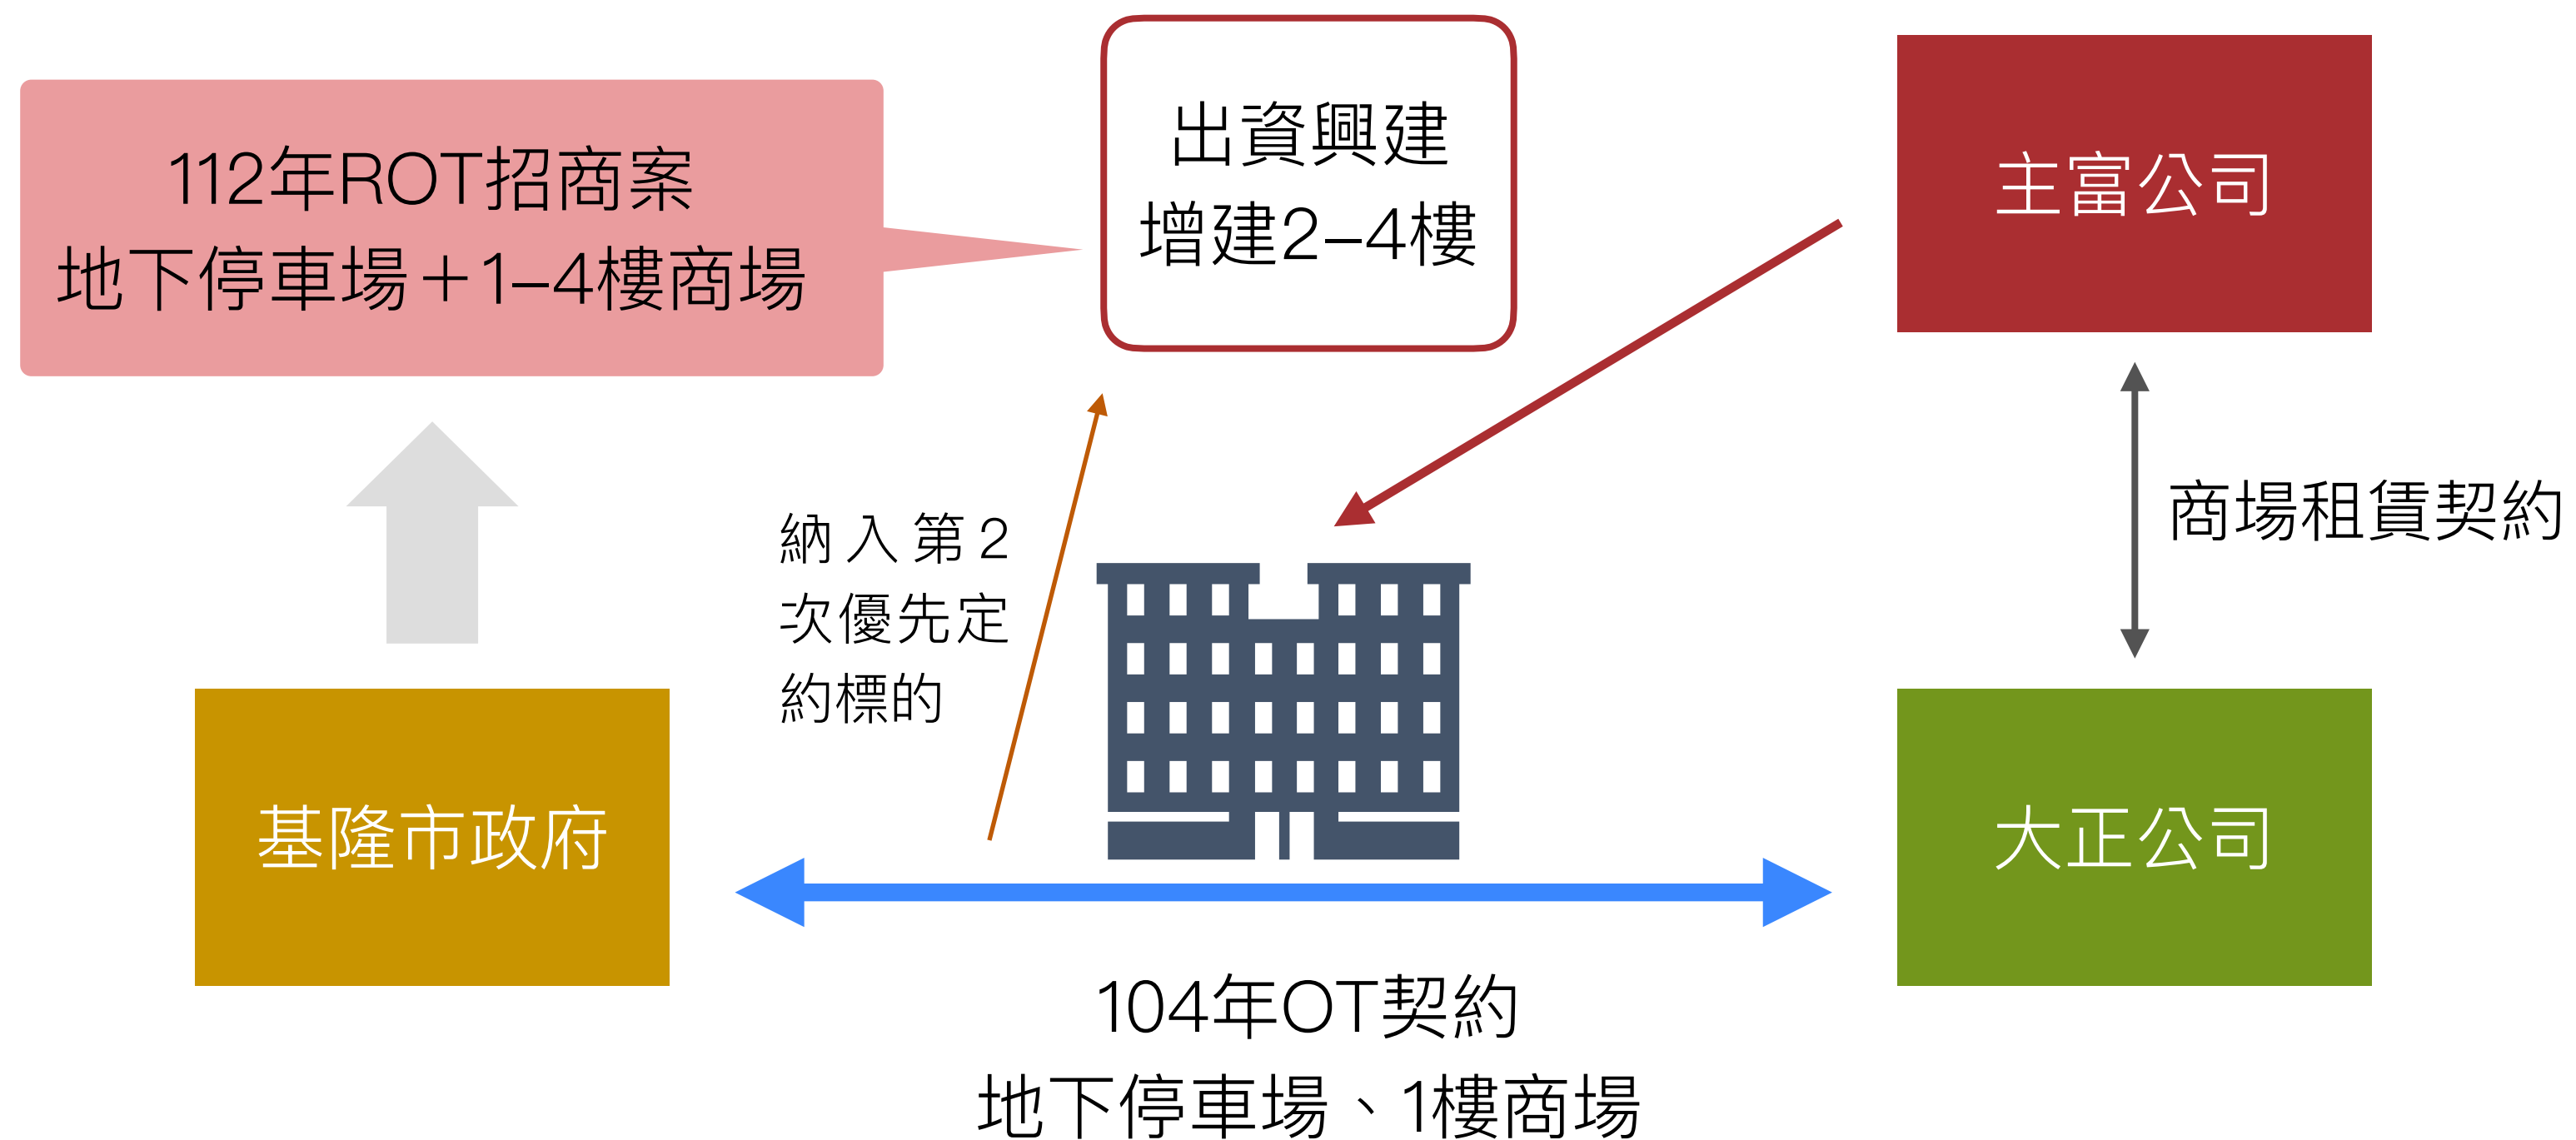 112年ROT招商案
地下停車場＋1–4樓商場
出資興建
增建2–4樓
主富公司
商場租賃契約
納入第2
次優先定
約標的
基隆市政府
大正公司
104年OT契約
地下停車場、1樓商場